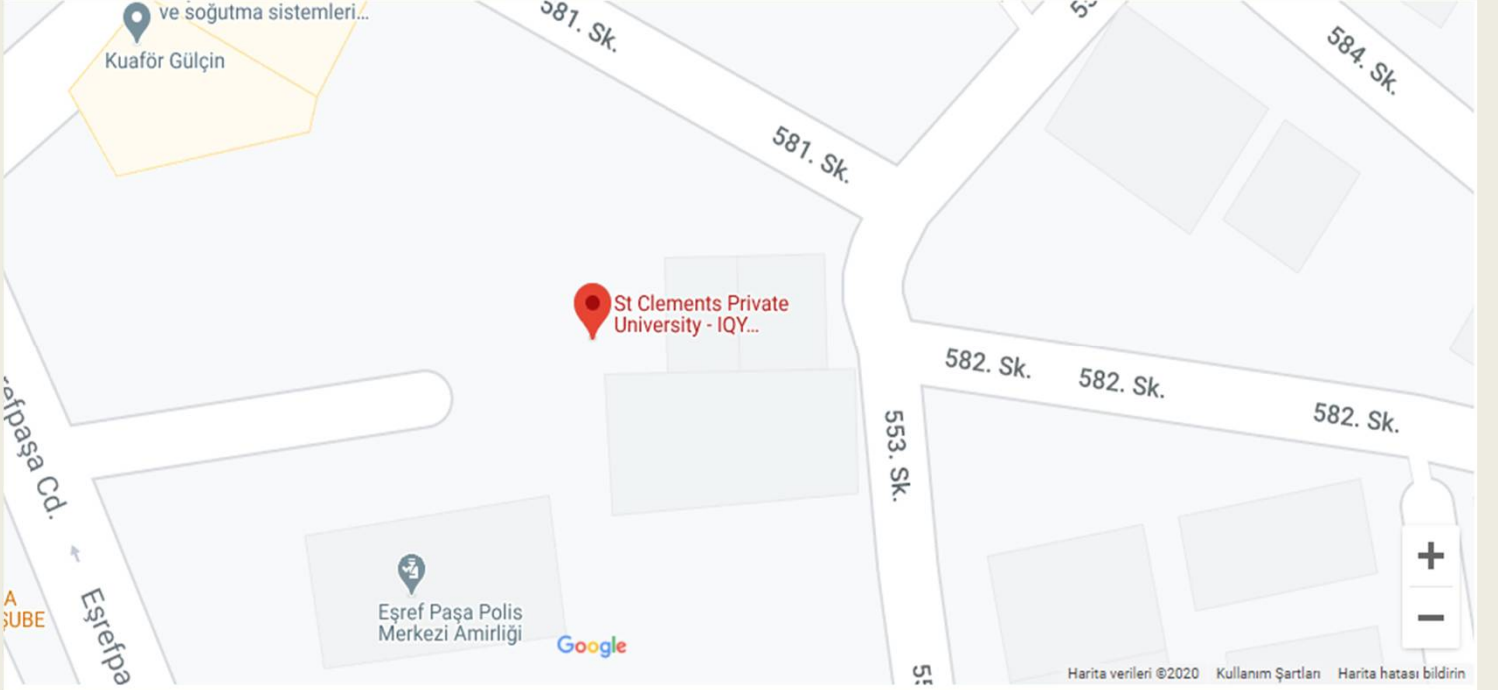 ve soğutma sistemleri...
Kuaför Gülçin
581. Sk.
581. Sk.
584. Sk.
St Clements Private
University - IQY...
582. Sk.
582. Sk.
582. Sk.
553. Sk.
Cd.
Eşref Paşa Polis
Merkezi Amirliği
Google
Harita verileri ©2020 Kullanım Şartları Harita hatası bildirin
+
−